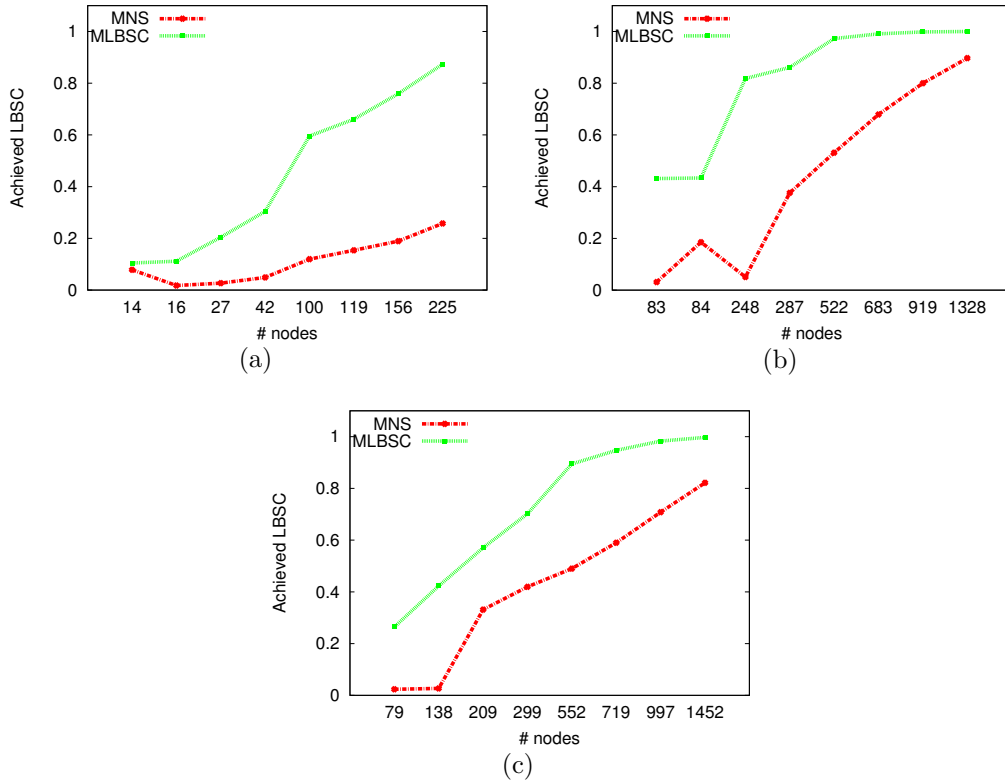 MNS
MLBSC
1
0.8
0.6
0.4
0.2
0
Achieved LBSC
14 16 27 42 100 119 156 225
# nodes
(a)
MNS
MLBSC
1
0.8
0.6
0.4
0.2
0
Achieved LBSC
83 84 248 287 522 683 919 1328
# nodes
(b)
MNS
MLBSC
1
0.8
0.6
0.4
0.2
0
Achieved LBSC
79 138 209 299 552 719 997 1452
# nodes
(c)